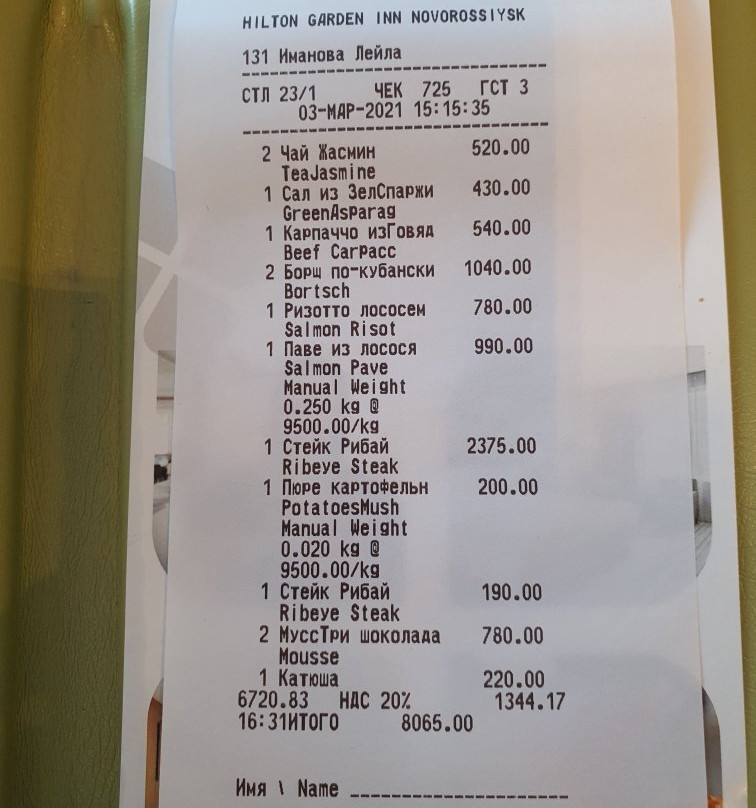 HILTON GARDEN INN NOVOROSSIYSK
131 Иманова Лейла
--------------------------------
СТЛ 23/1 ЧЕК 725 ГСТ 3
03-МАР-2021 15:15:35
--------------------------------
2 Чай Жасмин 520.00
TeaJasmine
1 Сал из ЗелСпаржи 430.00
GreenAsparag
1 Карпаччо изГовяд 540.00
Beef Carpacc
2 Борщ по-кубански 1040.00
Bortsch
1 Ризотто лососем 780.00
Salmon Risot
1 Паве из лосося 990.00
Salmon Pave
Manual Weight
0.250 kg @
9500.00/kg
1 Стейк Рибай 2375.00
Ribeye Steak
1 Пюре картофельн 200.00
PotatoesMush
Manual Weight
0.020 kg @
9500.00/kg
1 Стейк Рибай 190.00
Ribeye Steak
2 МуссТри шоколада 780.00
Mousse
1 Катюша 220.00
6720.83 НДС 20% 1344.17
16:31ИТОГО 8065.00
Имя \ Name __________________